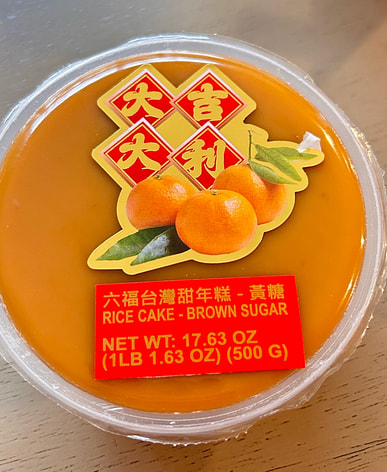 大吉
大利
六福台灣甜年糕 - 黃糖
RICE CAKE - BROWN SUGAR
NET WT: 17.63 OZ
(1LB 1.63 OZ) (500 G)